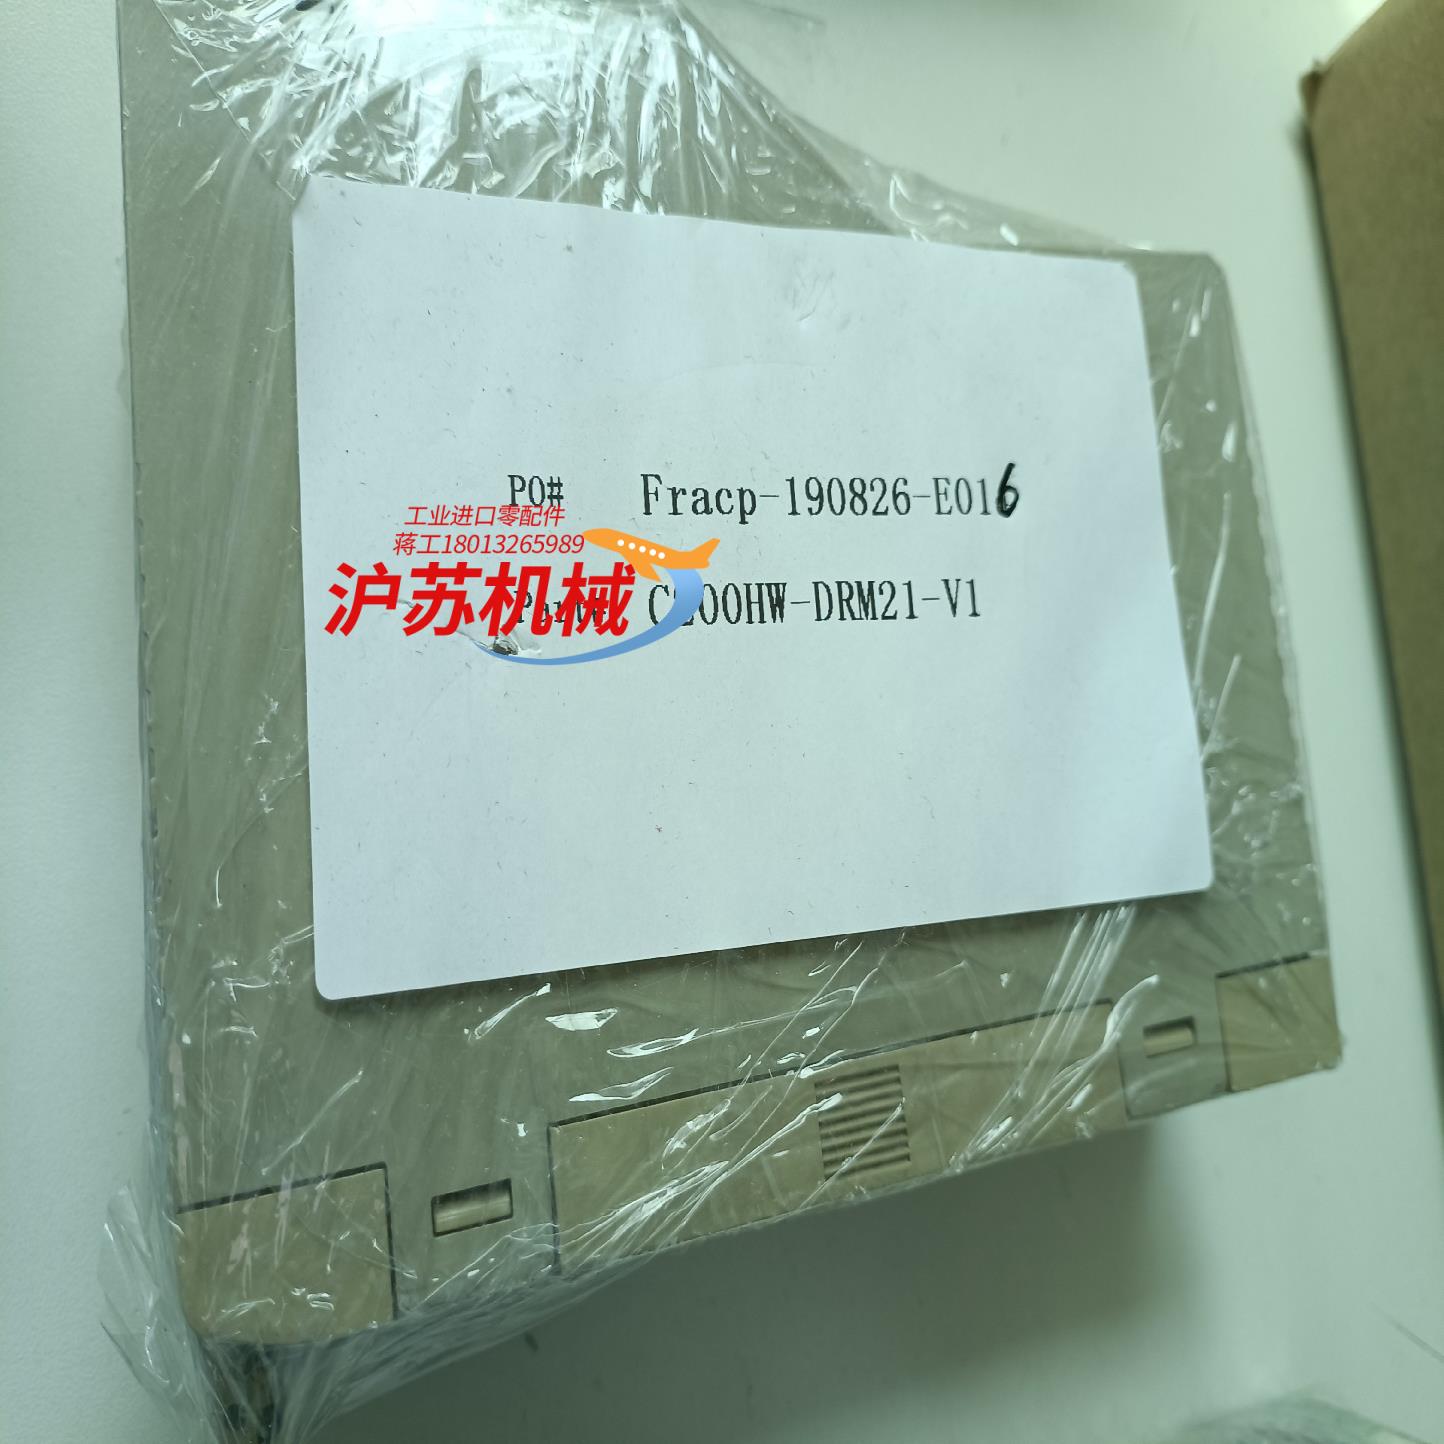 PO# Fracp-190826-E016
工业进口零配件
蒋工18013265989
沪苏机械
Part# C200HW-DRM21-V1